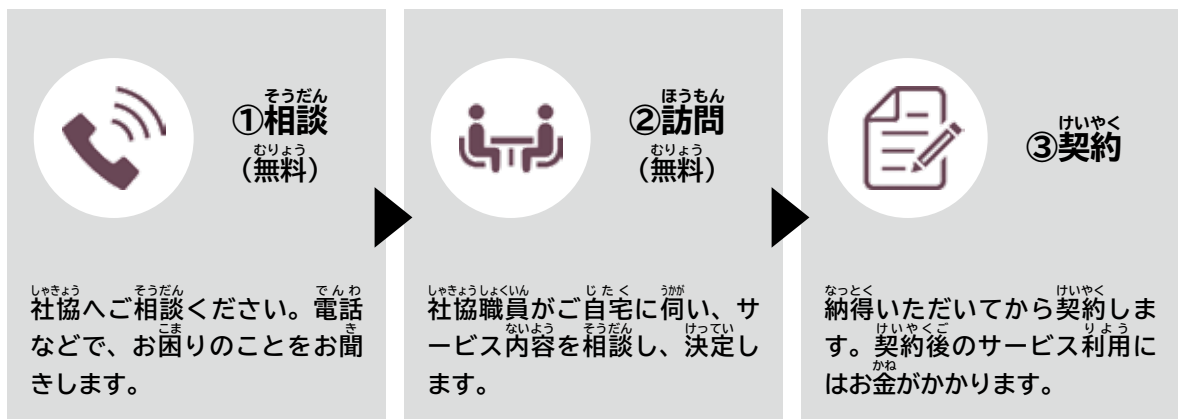 ①相談
（無料）
社協へご相談ください。電話
などで、お困りのことをお聞
きします。
②訪問
（無料）
社協職員がご自宅に伺い、サ
ービス内容を相談し、決定し
ます。
③契約
納得いただいてから契約しま
す。契約後のサービス利用に
はお金がかかります。